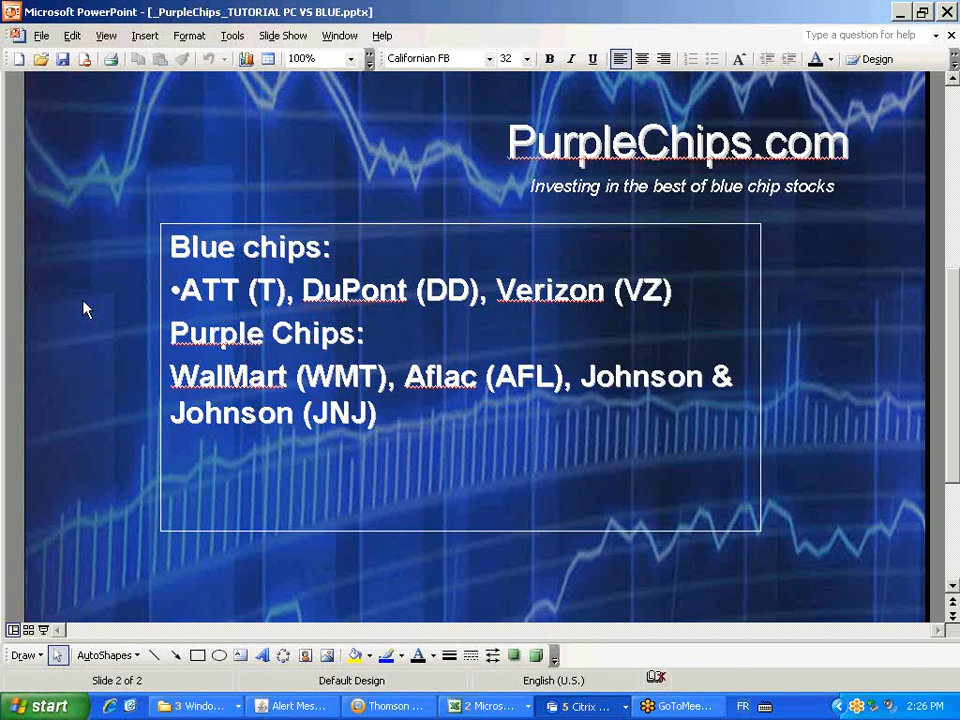 Microsoft PowerPoint - [_PurpleChips_TUTORIAL PC VS BLUE.pptx]
File Edit View Insert Format Tools Slide Show Window Help Type a question for help
100% Californian FB 32 B I U A A Design
PurpleChips.com
Investing in the best of blue chip stocks
Blue chips:
•ATT (T), DuPont (DD), Verizon (VZ)
Purple Chips:
WalMart (WMT), Aflac (AFL), Johnson &
Johnson (JNJ)
Draw AutoShapes A
Slide 2 of 2 Default Design English (U.S.)
start 3 Windo... Alert Mes... Thomson ... 2 Micros... 5 Citrix ... GoToMee... FR 2:26 PM